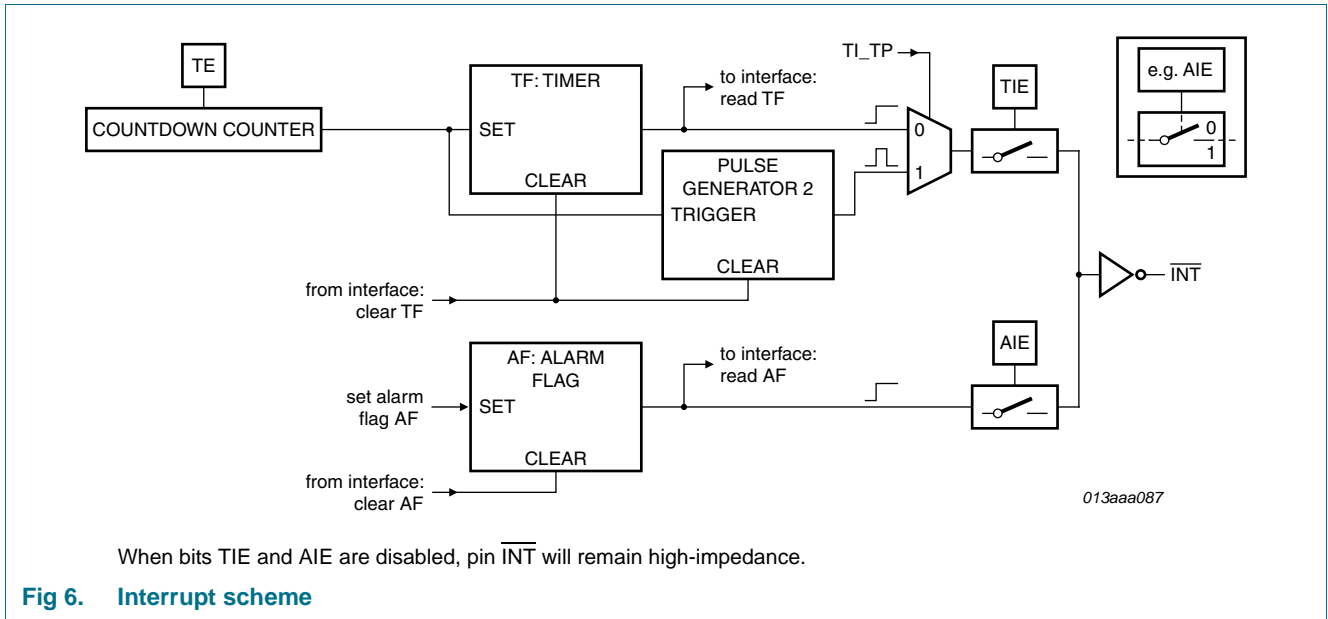 TE
COUNTDOWN COUNTER
TF: TIMER
SET
CLEAR
to interface:
read TF
PULSE
GENERATOR 2
TRIGGER
CLEAR
from interface:
clear TF
TI_TP
0
1
TIE
e.g. AIE
0
1
INT
AF: ALARM
FLAG
set alarm
flag AF
SET
CLEAR
to interface:
read AF
from interface:
clear AF
AIE
013aaa087
When bits TIE and AIE are disabled, pin INT will remain high-impedance.
Fig 6. Interrupt scheme